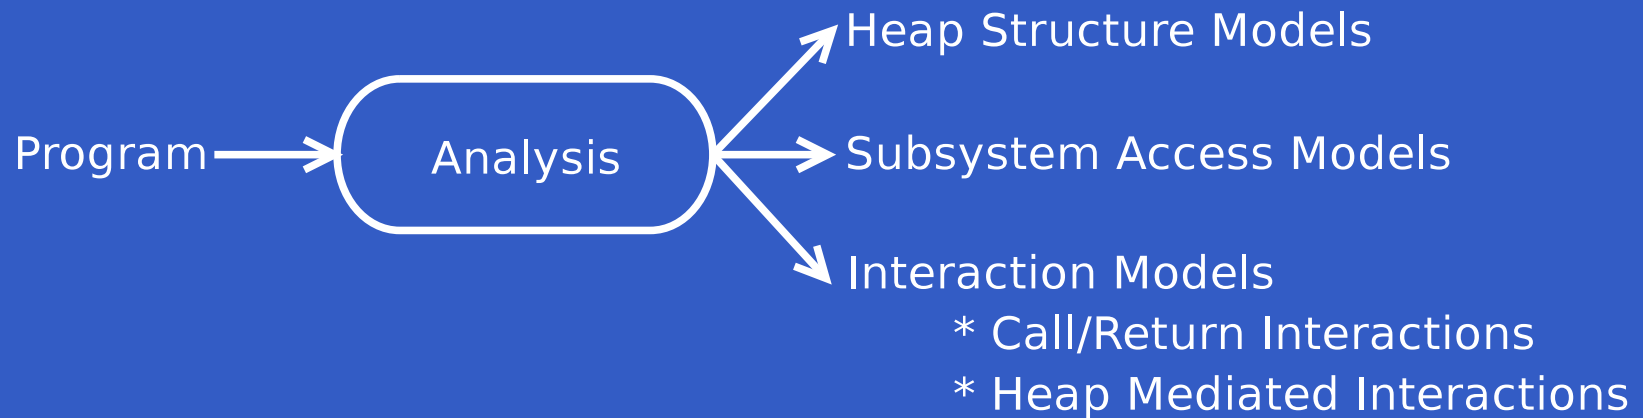 Heap Structure Models
Program
Analysis
Subsystem Access Models
Interaction Models
* Call/Return Interactions
* Heap Mediated Interactions